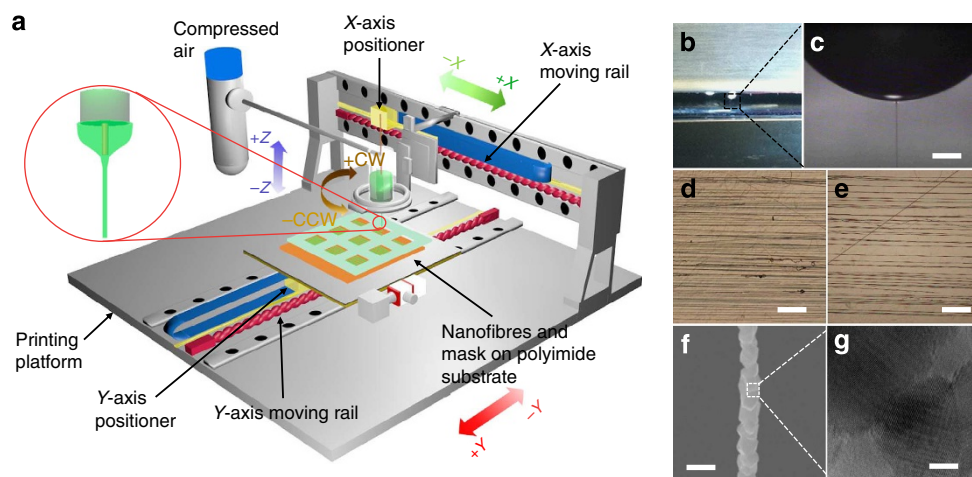 a
Compressed
air
X-axis
positioner
X-axis
moving rail
−X
+X
+Z
−Z
+CW
−CCW
Printing
platform
Y-axis
positioner
Y-axis moving rail
Nanofibres and
mask on polyimide
substrate
−Y
+Y
b
c
d
e
f
g